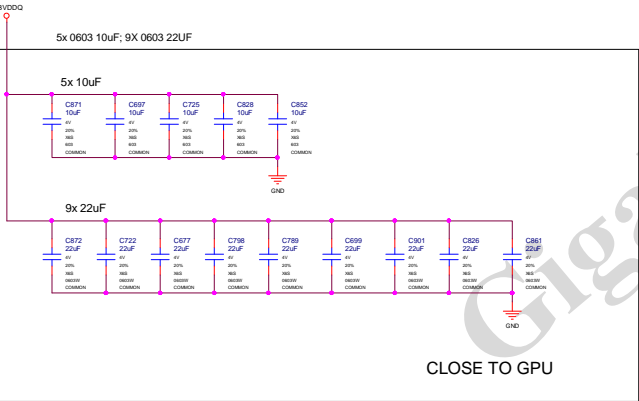 5x 0603 10uF; 9X 0603 22UF
5x 10uF
C871 C697 C725 C828 C852
10uF 10uF 10uF 10uF 10uF
4V 4V 4V 4V 4V
20% 20% 20% 20% 20%
X6S X6S X6S X6S X6S
603 603 603 603 603
COMMON COMMON COMMON COMMON COMMON
GND
9x 22uF
C872 C722 C677 C798 C789 C699 C901 C826 C861
22uF 22uF 22uF 22uF 22uF 22uF 22uF 22uF 22uF
4V 4V 4V 4V 4V 4V 4V 4V 4V
20% 20% 20% 20% 20% 20% 20% 20% 20%
X6S X6S X6S X6S X6S X6S X6S X6S X6S
0603W 0603W 0603W 0603W 0603W 0603W 0603W 0603W 0603W
COMMON COMMON COMMON COMMON COMMON COMMON COMMON COMMON COMMON
GND
CLOSE TO GPU
Giga